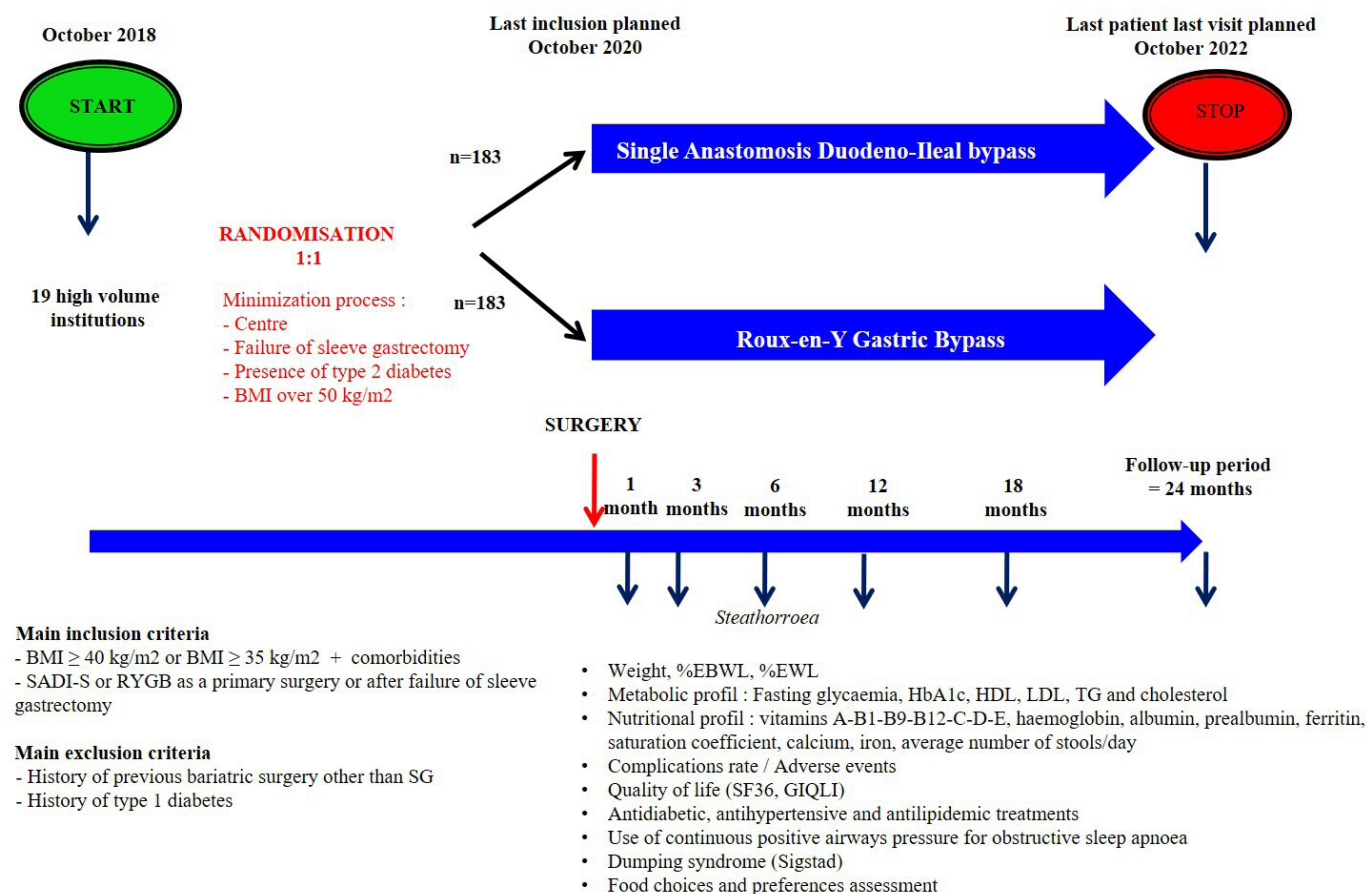 October 2018
Last inclusion planned
October 2020
Last patient last visit planned
October 2022
START
STOP
n=183
Single Anastomosis Duodeno-Ileal bypass
RANDOMISATION
1:1
19 high volume
institutions
Minimization process :
- Centre
- Failure of sleeve gastrectomy
- Presence of type 2 diabetes
- BMI over 50 kg/m2
n=183
Roux-en-Y Gastric Bypass
SURGERY
1
month
3
months
6
months
12
months
18
months
Follow-up period
= 24 months
Steathorroea
Main inclusion criteria
- BMI ≥ 40 kg/m2 or BMI ≥ 35 kg/m2 + comorbidities
- SADI-S or RYGB as a primary surgery or after failure of sleeve
gastrectomy
Main exclusion criteria
- History of previous bariatric surgery other than SG
- History of type 1 diabetes
• Weight, %EBWL, %EWL
• Metabolic profil : Fasting glycaemia, HbA1c, HDL, LDL, TG and cholesterol
• Nutritional profil : vitamins A-B1-B9-B12-C-D-E, haemoglobin, albumin, prealbumin, ferritin,
saturation coefficient, calcium, iron, average number of stools/day
• Complications rate / Adverse events
• Quality of life (SF36, GIQLI)
• Antidiabetic, antihypertensive and antilipidemic treatments
• Use of continuous positive airways pressure for obstructive sleep apnoea
• Dumping syndrome (Sigstad)
• Food choices and preferences assessment